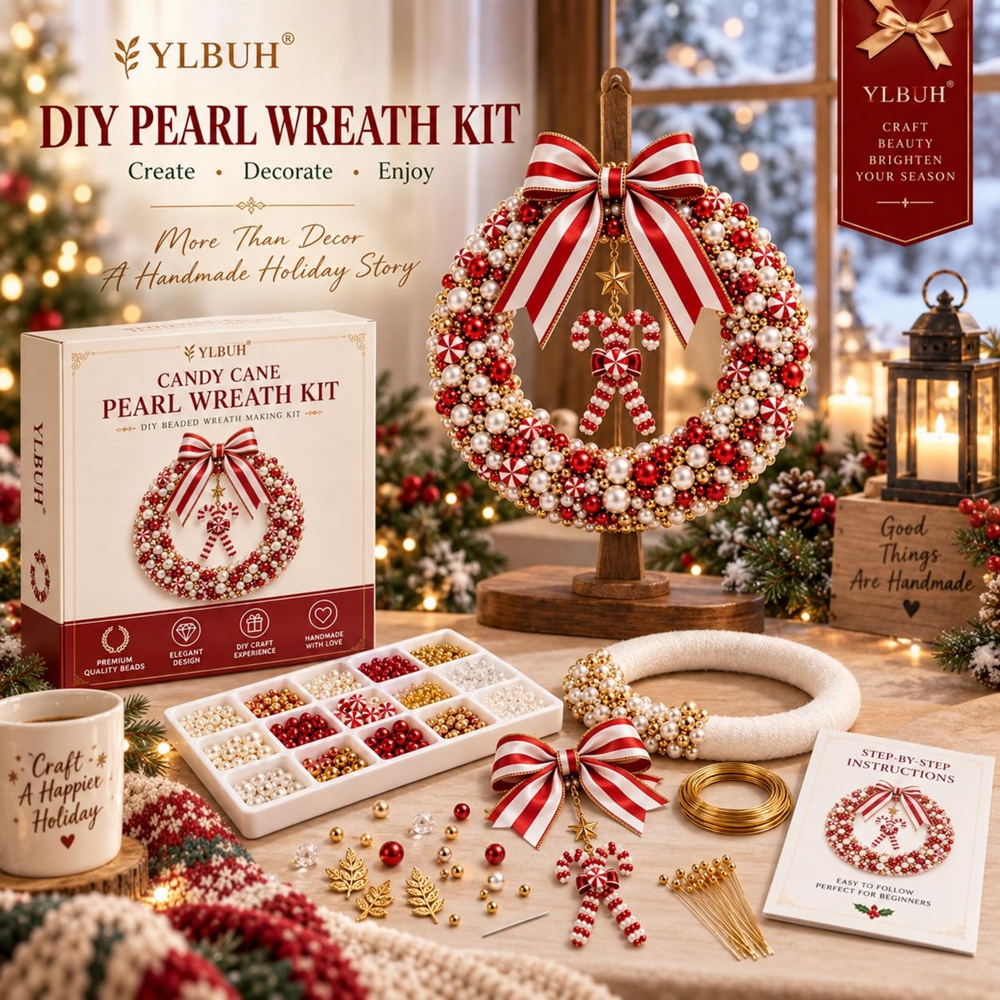 YLBUH®
DIY PEARL WREATH KIT
Create • Decorate • Enjoy
More Than Decor
A Handmade Holiday Story
YLBUH®
CRAFT
BEAUTY
BRIGHTEN
YOUR SEASON
YLBUH®
CANDY CANE
PEARL WREATH KIT
DIY BEADED WREATH MAKING KIT
PREMIUM
QUALITY BEADS
ELEGANT
DESIGN
DIY CRAFT
EXPERIENCE
HANDMADE
WITH LOVE
YLBUH®
Good
Things
Are Handmade
Craft
A Happier
Holiday
STEP-BY-STEP
INSTRUCTIONS
EASY TO FOLLOW
PERFECT FOR BEGINNERS